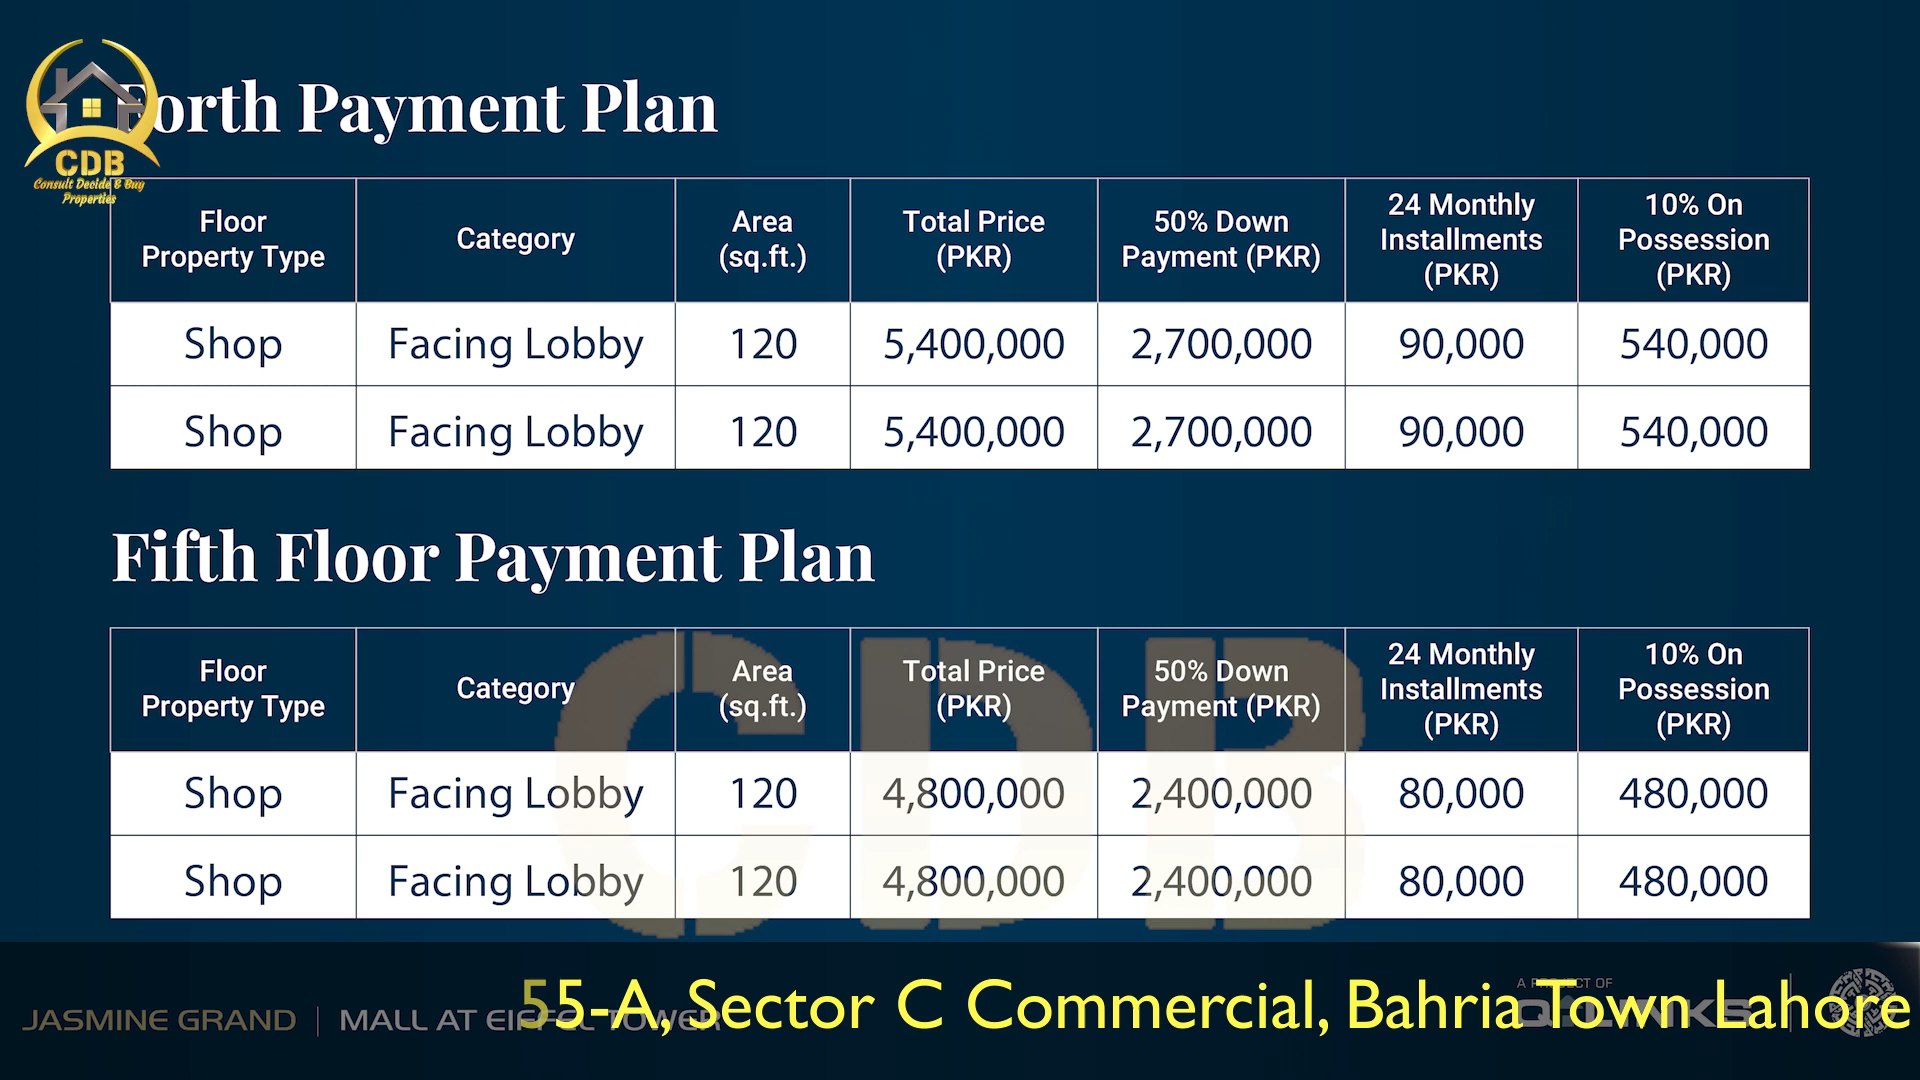 Forth Payment Plan
CDB
Consult Decide & Buy
Properties
Floor
Property Type
Category
Area
(sq.ft.)
Total Price
(PKR)
50% Down
Payment (PKR)
24 Monthly
Installments
(PKR)
10% On
Possession
(PKR)
Shop Facing Lobby 120 5,400,000 2,700,000 90,000 540,000
Shop Facing Lobby 120 5,400,000 2,700,000 90,000 540,000
Fifth Floor Payment Plan
Floor
Property Type
Category
Area
(sq.ft.)
Total Price
(PKR)
50% Down
Payment (PKR)
24 Monthly
Installments
(PKR)
10% On
Possession
(PKR)
Shop Facing Lobby 120 4,800,000 2,400,000 80,000 480,000
Shop Facing Lobby 120 4,800,000 2,400,000 80,000 480,000
CDB
JASMINE GRAND | MALL AT EIFFEL TOWER
55-A, Sector C Commercial, Bahria Town Lahore
A PROJECT OF